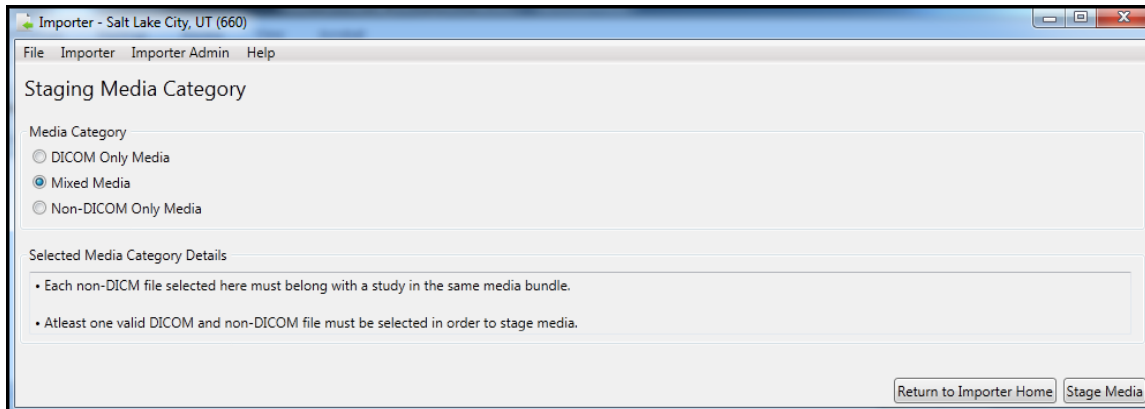 Importer - Salt Lake City, UT (660)
File Importer Importer Admin Help
Staging Media Category
Media Category
DICOM Only Media
Mixed Media
Non-DICOM Only Media
Selected Media Category Details
• Each non-DICM file selected here must belong with a study in the same media bundle.
• Atleast one valid DICOM and non-DICOM file must be selected in order to stage media.
Return to Importer Home Stage Media